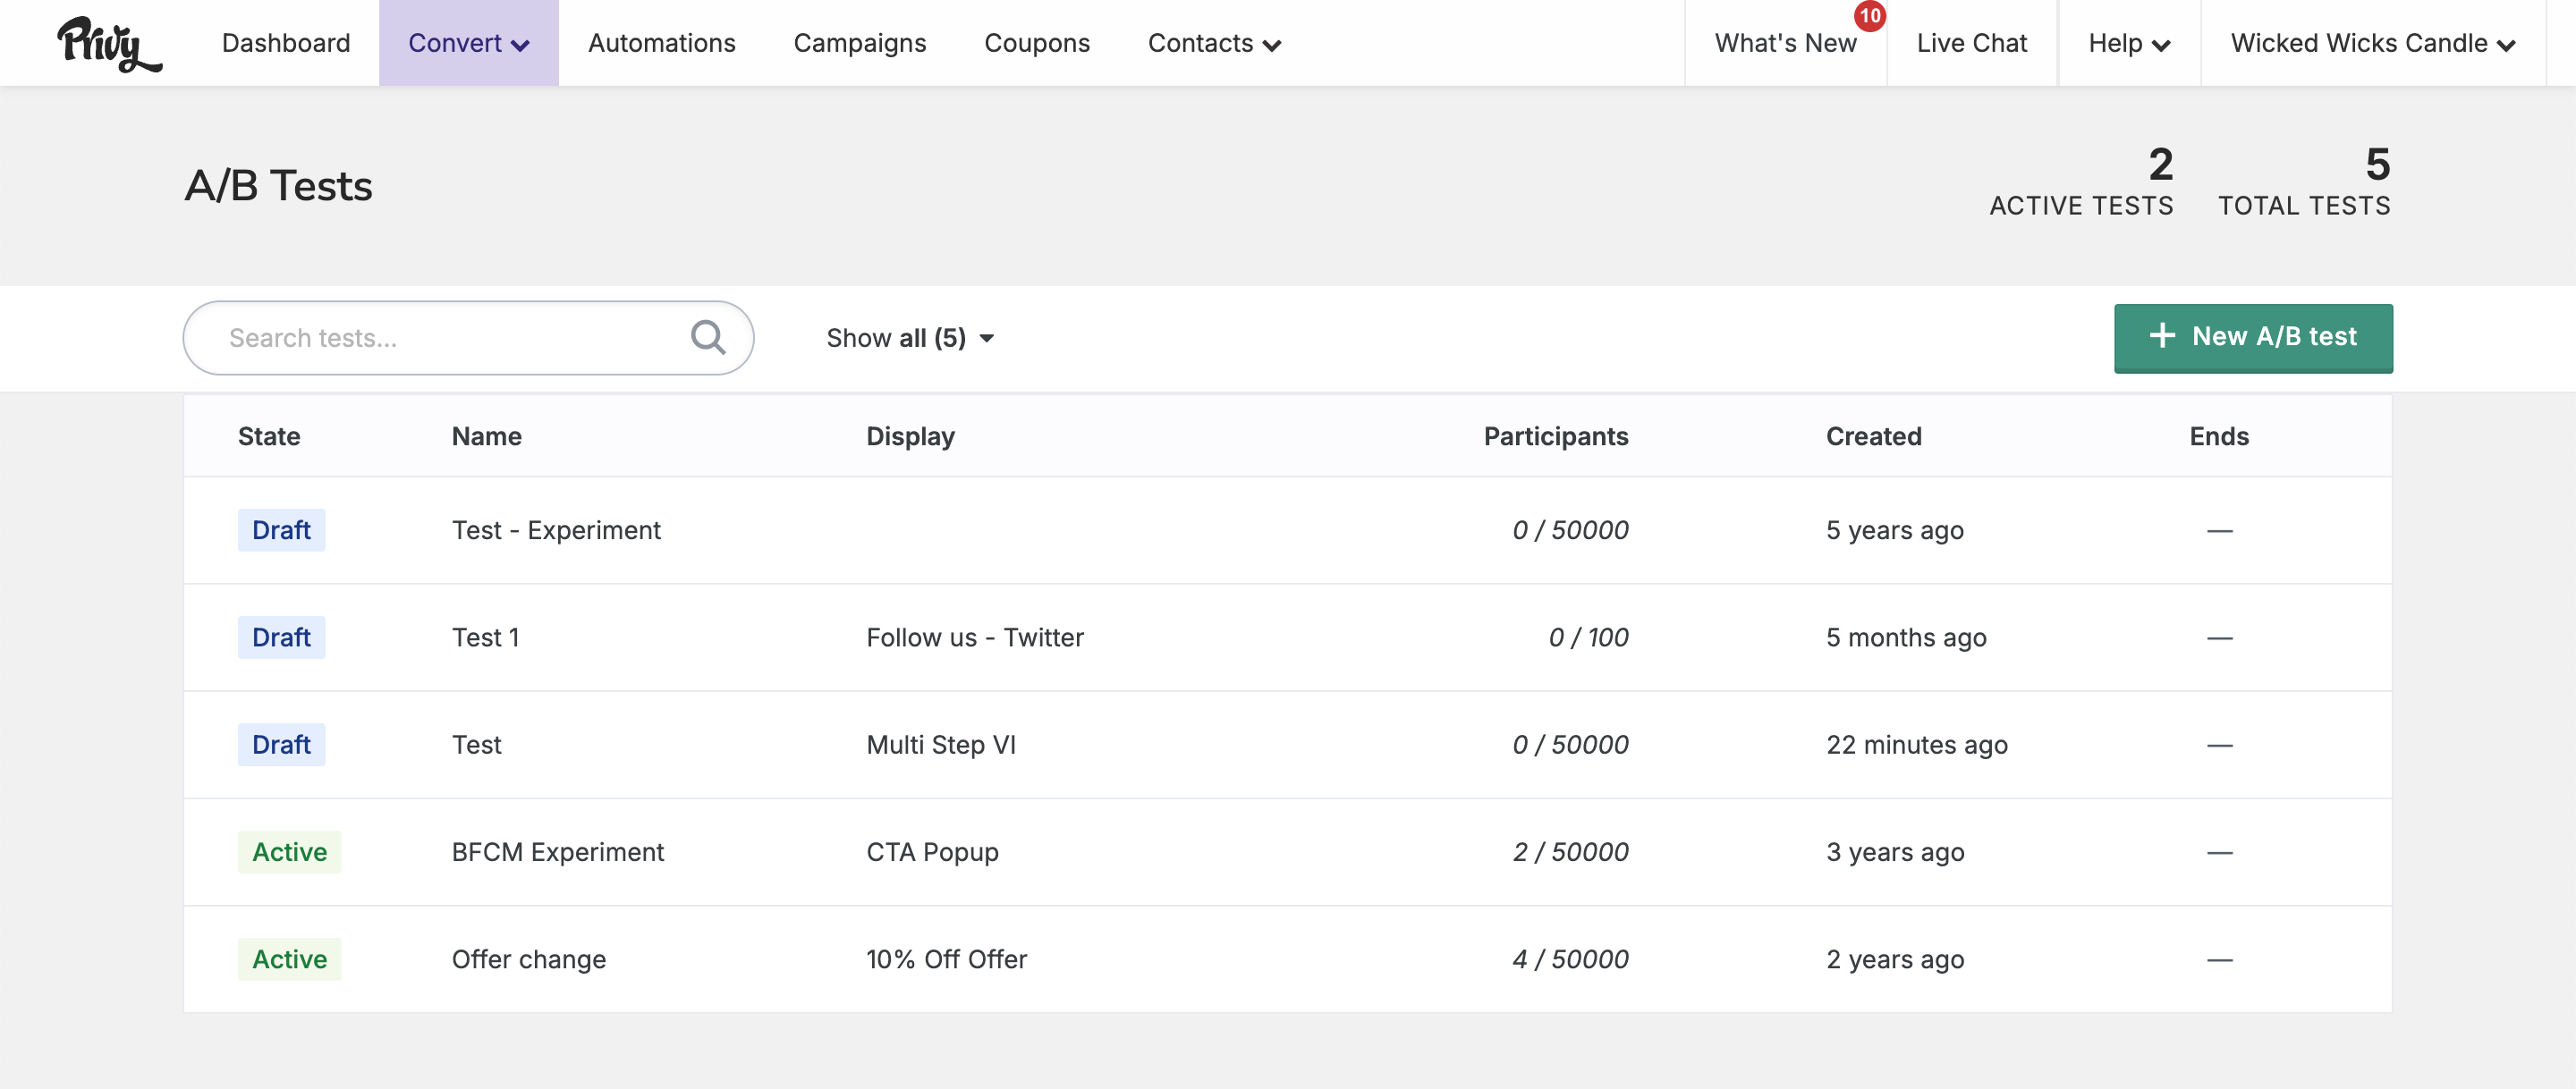 Privy Dashboard Convert Automations Campaigns Coupons Contacts What's New 10 Live Chat Help Wicked Wicks Candle
A/B Tests
2 5
ACTIVE TESTS TOTAL TESTS
Search tests... Show all (5) + New A/B test
State Name Display Participants Created Ends
Draft Test - Experiment 0 / 50000 5 years ago —
Draft Test 1 Follow us - Twitter 0 / 100 5 months ago —
Draft Test Multi Step VI 0 / 50000 22 minutes ago —
Active BFCM Experiment CTA Popup 2 / 50000 3 years ago —
Active Offer change 10% Off Offer 4 / 50000 2 years ago —